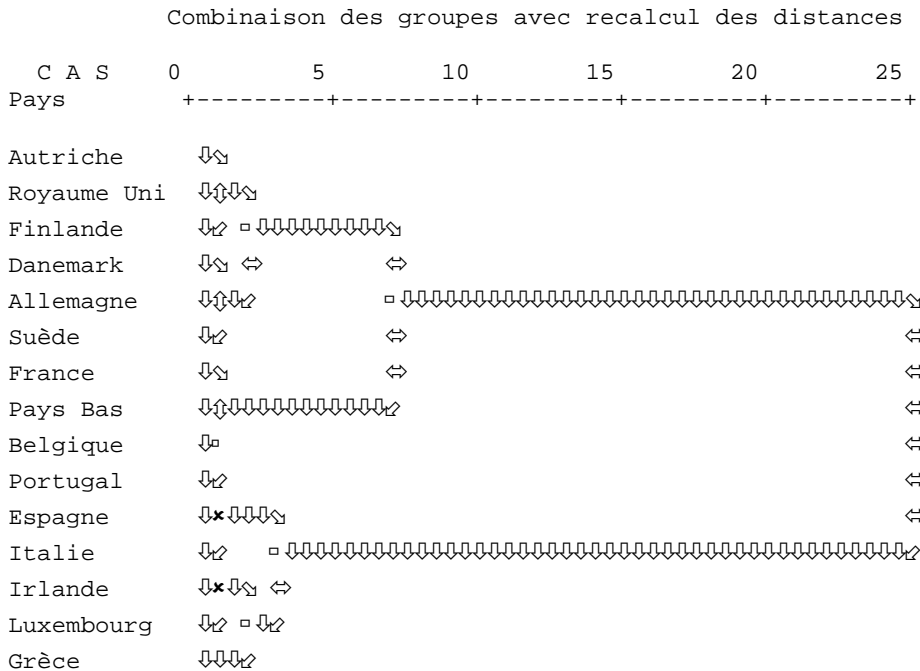 Combinaison des groupes avec recalcul des distances
C A S 0 5 10 15 20 25
Pays +---------+---------+---------+---------+---------+
Autriche ⇩⬂
Royaume Uni ⇩⇳⇩⬂
Finlande ⇩⬃ ▫⇩⇩⇩⇩⇩⇩⇩⇩⇩⬂
Danemark ⇩⬂ ⬄ ⬄
Allemagne ⇩⇳⇩⬃ ▫⇩⇩⇩⇩⇩⇩⇩⇩⇩⇩⇩⇩⇩⇩⇩⇩⇩⇩⇩⇩⇩⇩⇩⇩⇩⇩⇩⇩⇩⇩⇩⇩⇩⇩⇩⬂
Suède ⇩⬃ ⬄ ⬄
France ⇩⬂ ⬄ ⬄
Pays Bas ⇩⇳⇩⇩⇩⇩⇩⇩⇩⇩⇩⇩⇩⬃ ⬄
Belgique ⇩▫ ⬄
Portugal ⇩⬃ ⬄
Espagne ⇩×⇩⇩⇩⬂ ⬄
Italie ⇩⬃ ▫⇩⇩⇩⇩⇩⇩⇩⇩⇩⇩⇩⇩⇩⇩⇩⇩⇩⇩⇩⇩⇩⇩⇩⇩⇩⇩⇩⇩⇩⇩⇩⇩⇩⇩⇩⇩⇩⇩⇩⇩⇩⇩⇩⬃
Irlande ⇩×⇩⬂ ⬄
Luxembourg ⇩⬃ ▫⇩⬃
Grèce ⇩⇩⇩⬃